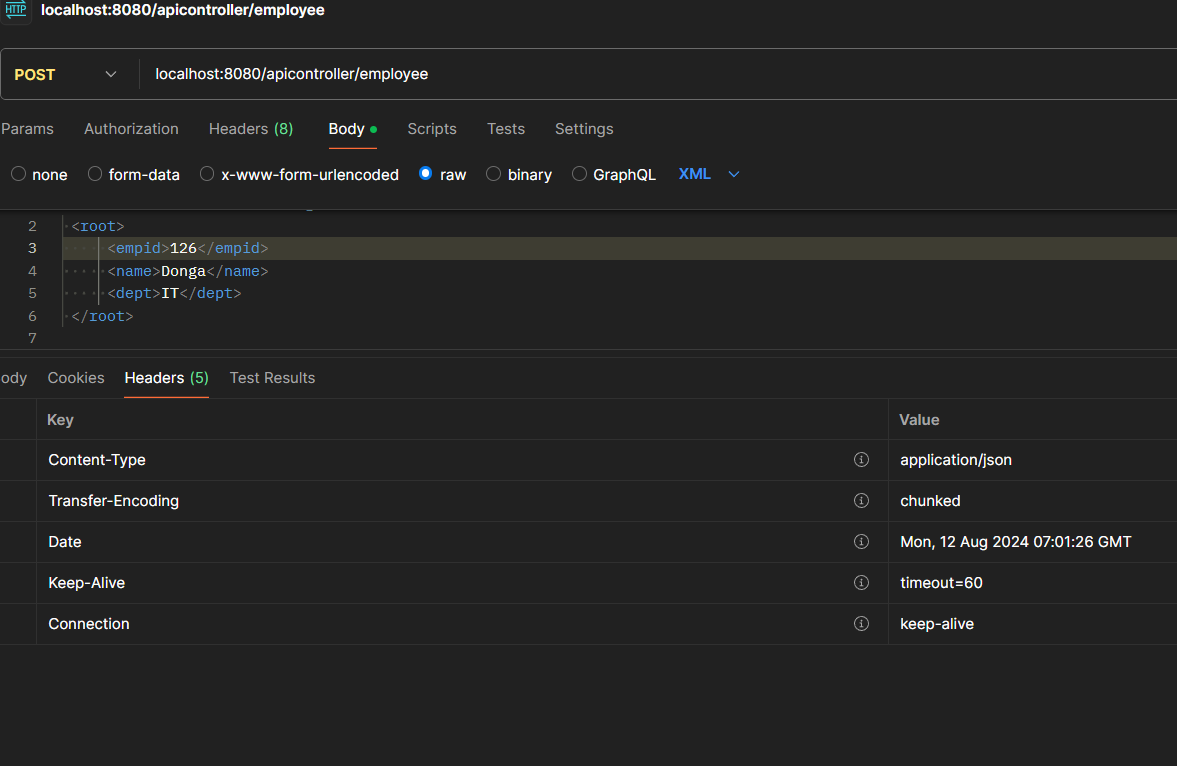 HTTP localhost:8080/apicontroller/employee
POST localhost:8080/apicontroller/employee
Params Authorization Headers (8) Body Scripts Tests Settings
none form-data x-www-form-urlencoded raw binary GraphQL XML
2 <root>
3 <empid>126</empid>
4 <name>Donga</name>
5 <dept>IT</dept>
6 </root>
7
ody Cookies Headers (5) Test Results
Key Value
Content-Type application/json
Transfer-Encoding chunked
Date Mon, 12 Aug 2024 07:01:26 GMT
Keep-Alive timeout=60
Connection keep-alive